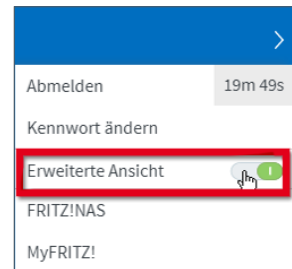 Abmelden 19m 49s
Kennwort ändern
Erweiterte Ansicht
FRITZ!NAS
MyFRITZ!